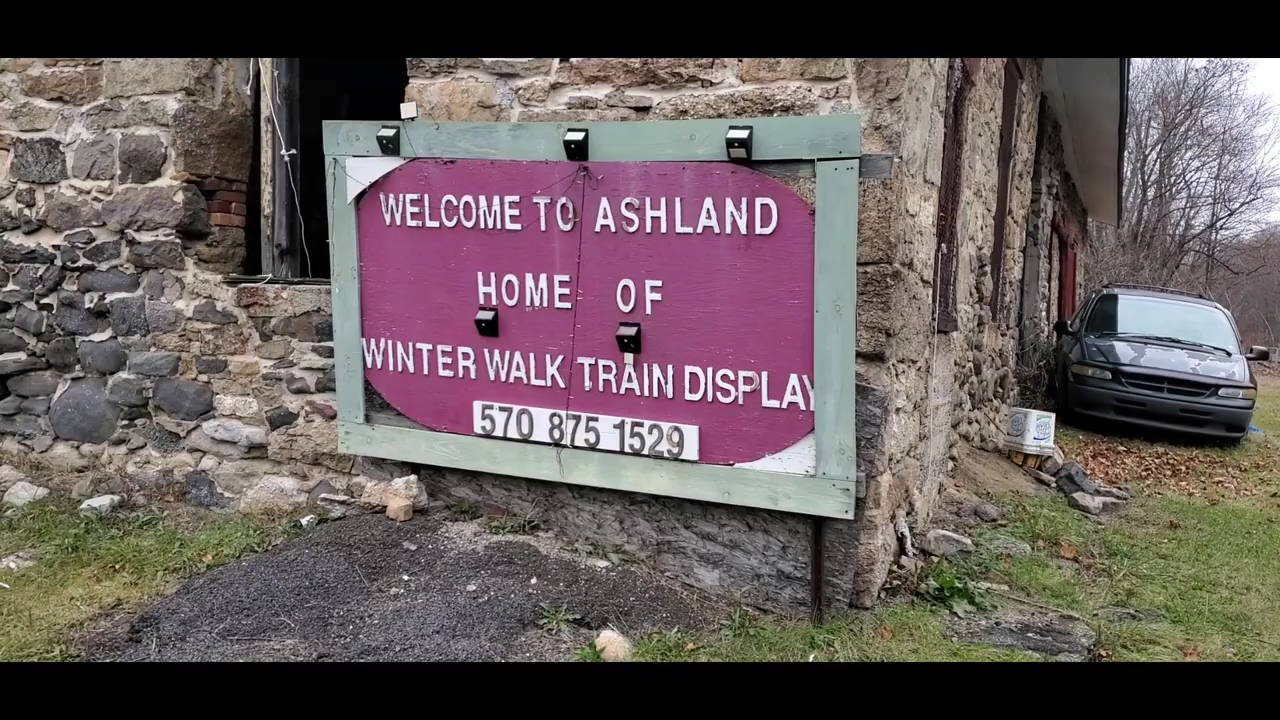 WELCOME TO ASHLAND
HOME OF
WINTER WALK TRAIN DISPLAY
570 875 1529